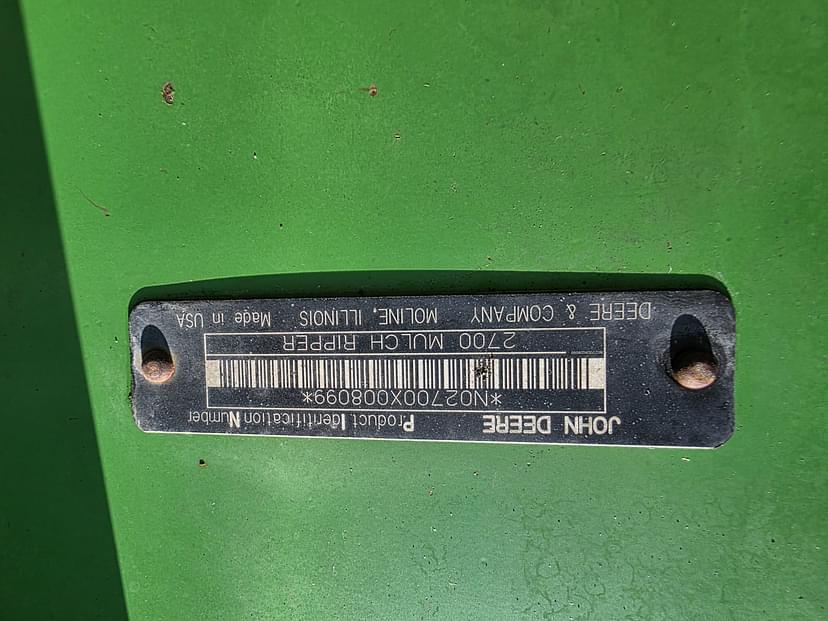 JOHN DEERE Product Identification Number
*N02700X008099*
2700 MULCH RIPPER
DEERE & COMPANY MOLINE, ILLINOIS Made in USA